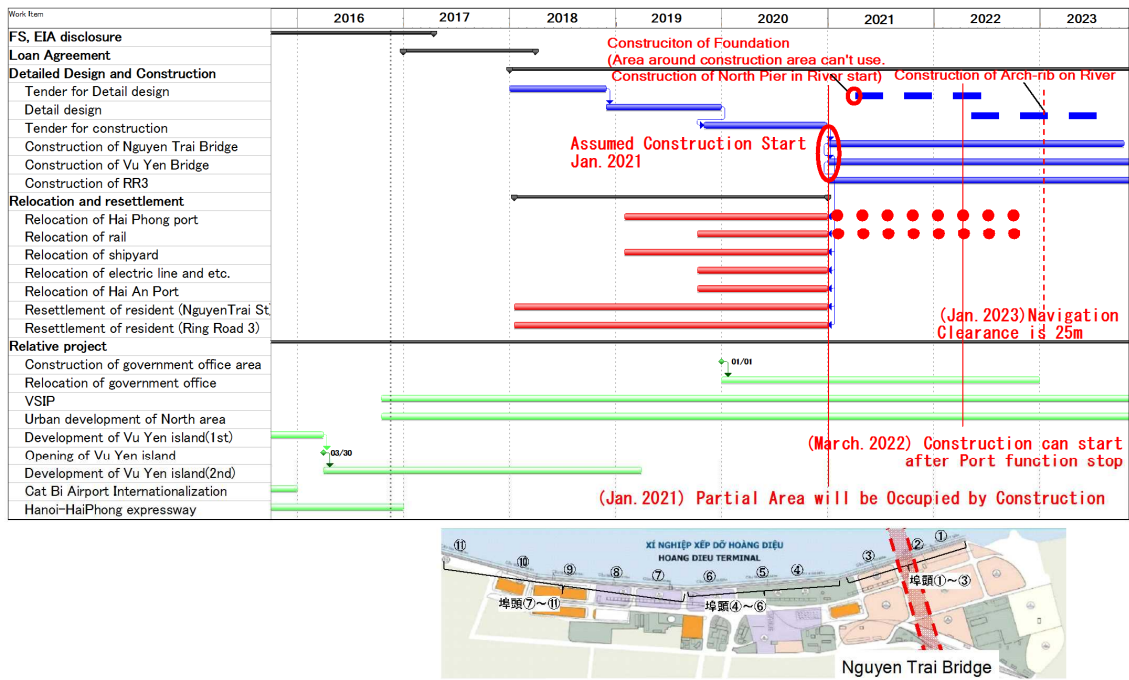 Work Item
2016 2017 2018 2019 2020 2021 2022 2023
FS, EIA disclosure
Loan Agreement
Detailed Design and Construction
Tender for Detail design
Detail design
Tender for construction
Construction of Nguyen Trai Bridge
Construction of Vu Yen Bridge
Construction of RR3
Relocation and resettlement
Relocation of Hai Phong port
Relocation of rail
Relocation of shipyard
Relocation of electric line and etc.
Relocation of Hai An Port
Resettlement of resident (NguyenTrai St)
Resettlement of resident (Ring Road 3)
Relative project
Construction of government office area
Relocation of government office
VSIP
Urban development of North area
Development of Vu Yen island(1st)
Opening of Vu Yen island
Development of Vu Yen island(2nd)
Cat Bi Airport Internationalization
Hanoi-HaiPhong expressway
Construciton of Foundation
(Area around construction area can't use.
Construction of North Pier in River start)
Construction of Arch-rib on River
Assumed Construction Start
Jan. 2021
(Jan. 2023)Navigation
Clearance is 25m
01/01
03/30
(March. 2022) Construction can start
after Port function stop
(Jan. 2021) Partial Area will be Occupied by Construction
XÍ NGHIỆP XẾP DỠ HOÀNG DIỆU
HOANG DIEU TERMINAL
⑪ ⑩ ⑨ ⑧ ⑦ ⑥ ⑤ ④ ③ ② ①
埠頭⑦～⑪
埠頭④～⑥
埠頭①～③
Nguyen Trai Bridge